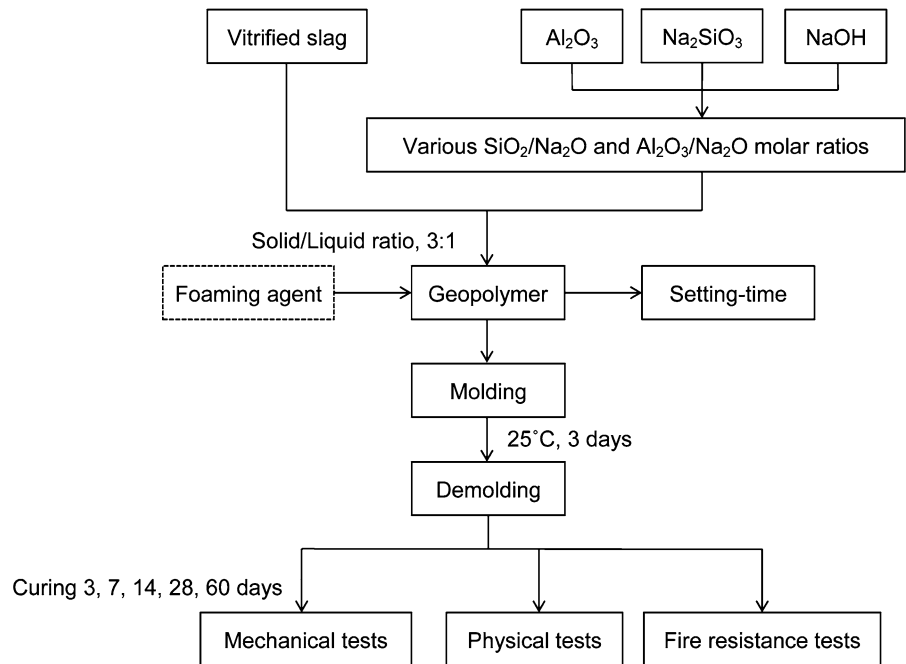 Vitrified slag
Al₂O₃
Na₂SiO₃
NaOH
Various SiO₂/Na₂O and Al₂O₃/Na₂O molar ratios
Solid/Liquid ratio, 3:1
Foaming agent
Geopolymer
Setting-time
Molding
25˚C, 3 days
Demolding
Curing 3, 7, 14, 28, 60 days
Mechanical tests
Physical tests
Fire resistance tests